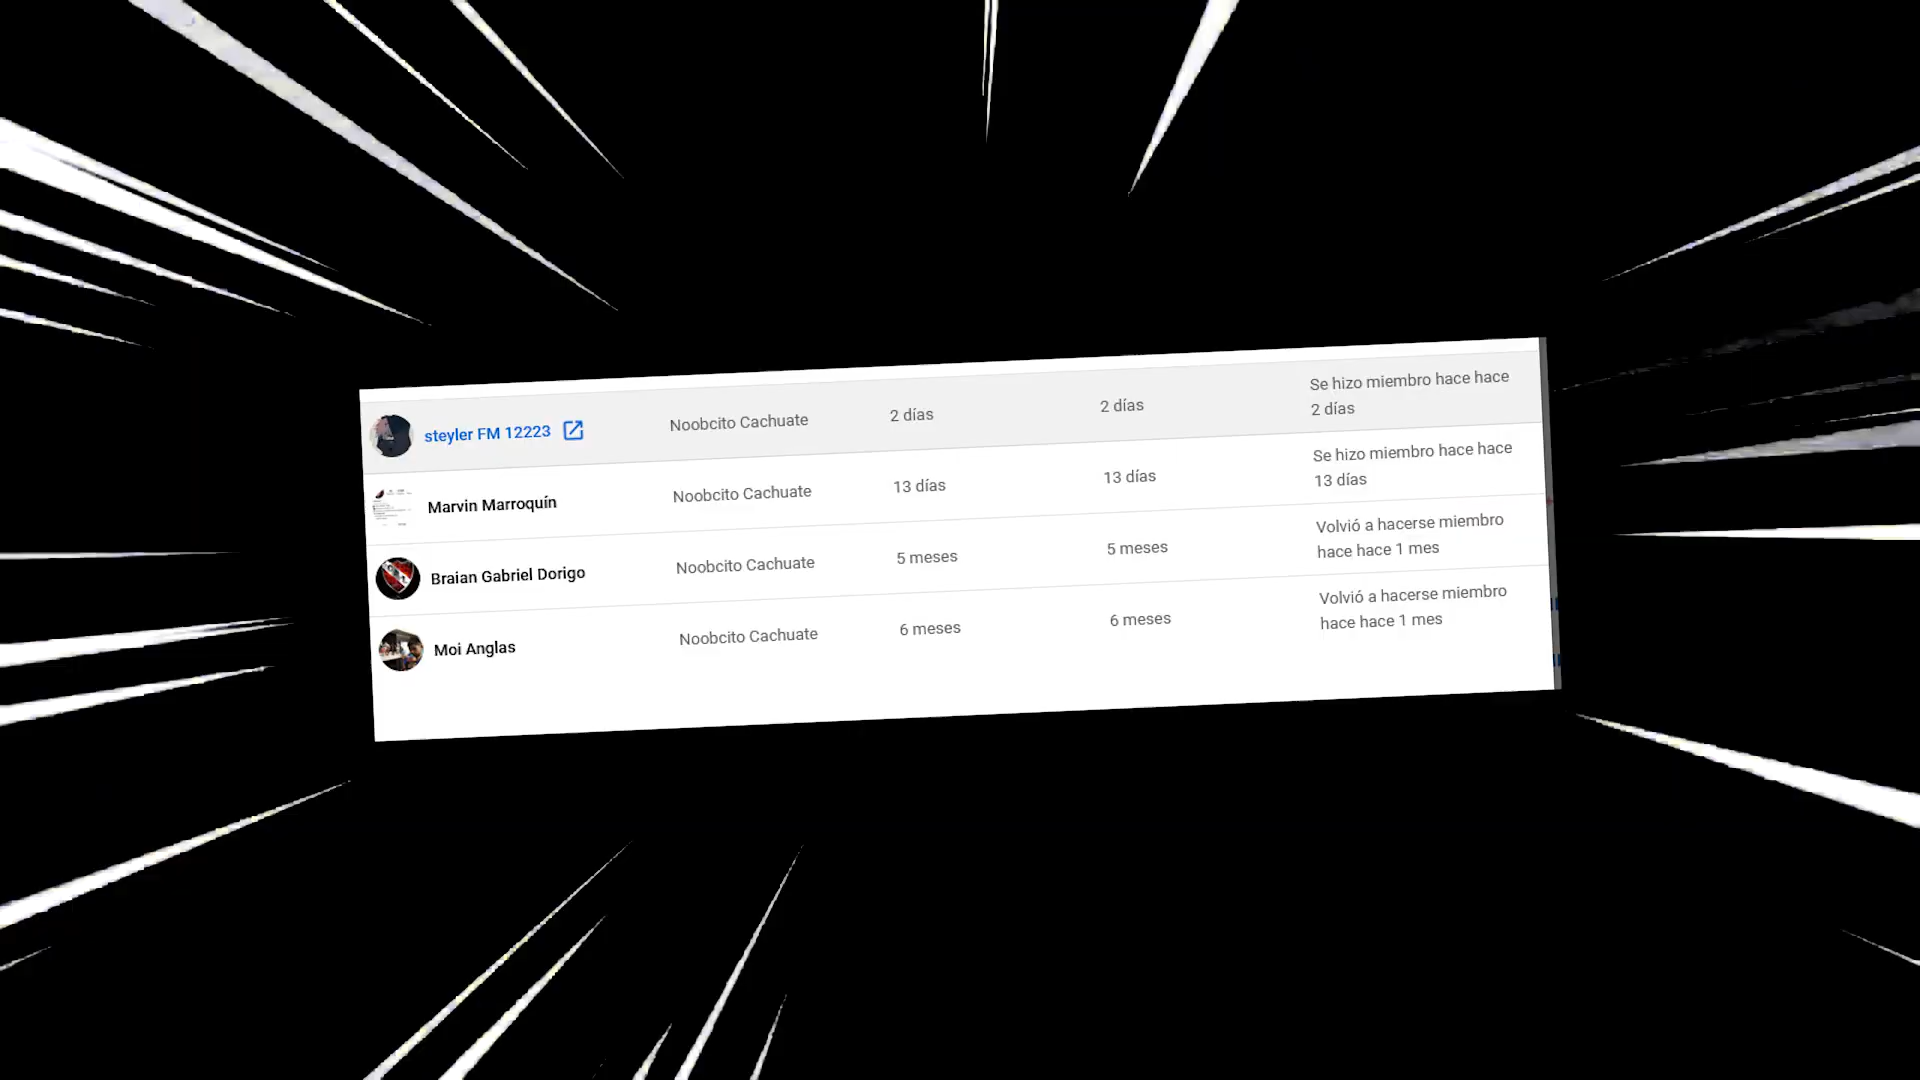 steyler FM 12223 Noobcito Cachuate 2 días 2 días Se hizo miembro hace hace
2 días
Marvin Marroquín Noobcito Cachuate 13 días 13 días Se hizo miembro hace hace
13 días
Braian Gabriel Dorigo Noobcito Cachuate 5 meses 5 meses Volvió a hacerse miembro
hace hace 1 mes
Moi Anglas Noobcito Cachuate 6 meses 6 meses Volvió a hacerse miembro
hace hace 1 mes